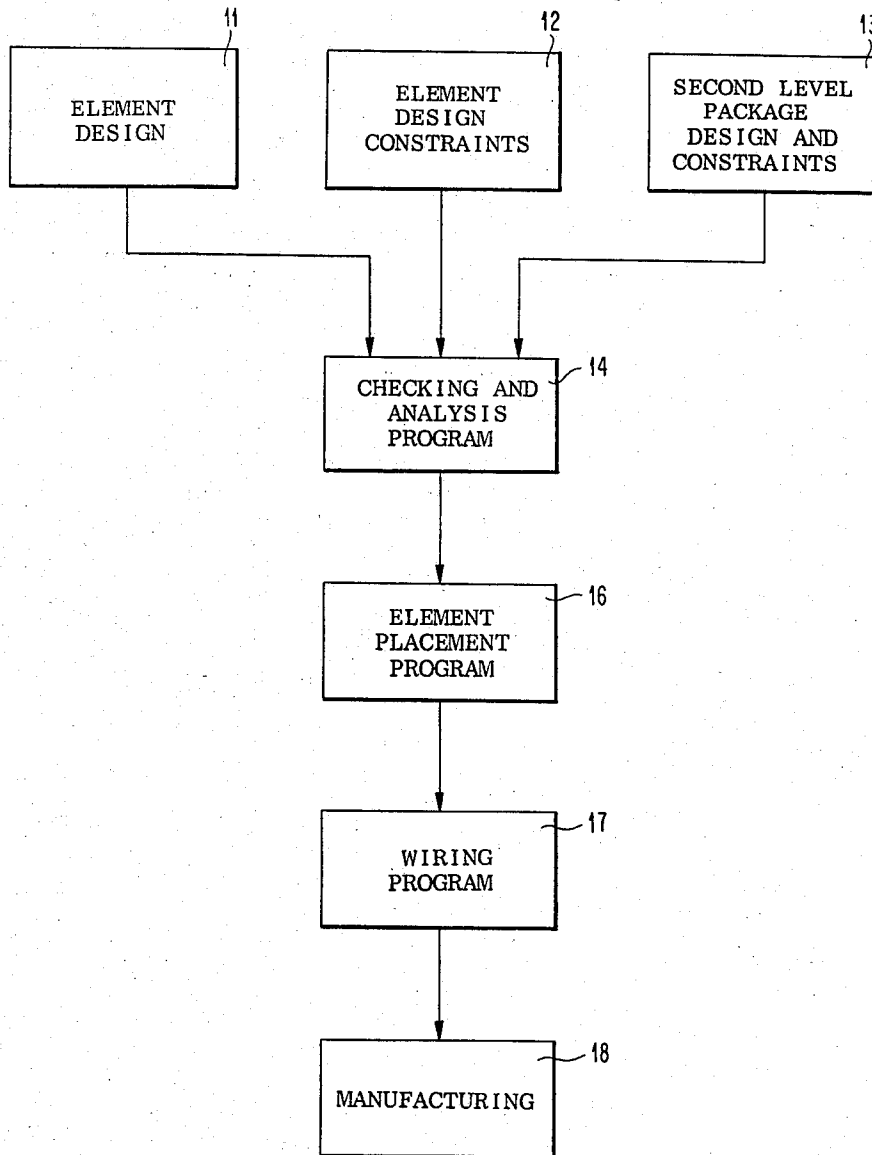 11
ELEMENT
DESIGN
12
ELEMENT
DESIGN
CONSTRAINTS
13
SECOND LEVEL
PACKAGE
DESIGN AND
CONSTRAINTS
14
CHECKING AND
ANALYSIS
PROGRAM
16
ELEMENT
PLACEMENT
PROGRAM
17
WIRING
PROGRAM
18
MANUFACTURING